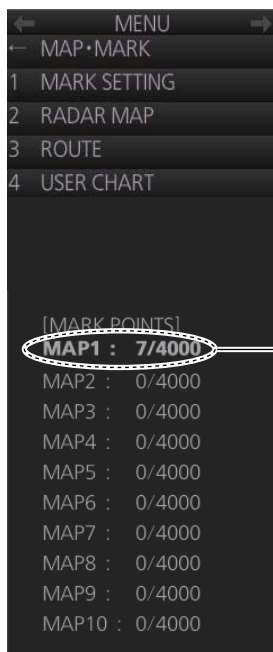 ← MENU →
← MAP•MARK
1 MARK SETTING
2 RADAR MAP
3 ROUTE
4 USER CHART
[MARK POINTS]
MAP1 : 7/4000
MAP2 : 0/4000
MAP3 : 0/4000
MAP4 : 0/4000
MAP5 : 0/4000
MAP6 : 0/4000
MAP7 : 0/4000
MAP8 : 0/4000
MAP9 : 0/4000
MAP10 : 0/4000